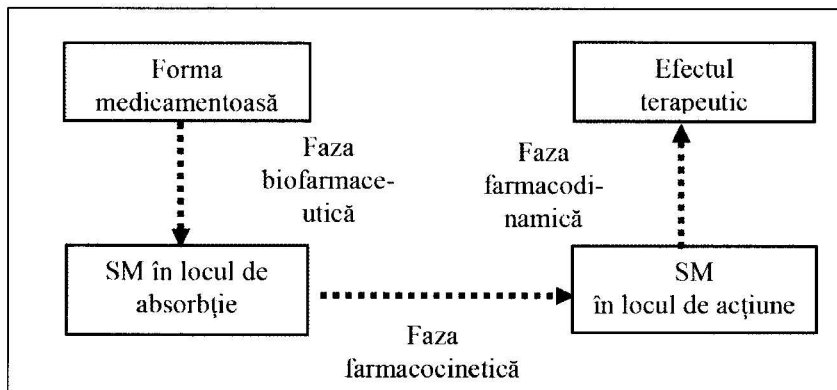 Forma
medicamentoasă
Efectul
terapeutic
Faza
biofarmace-
utică
Faza
farmacodi-
namică
SM în locul de
absorbție
SM
în locul de acțiune
Faza
farmacocinetică